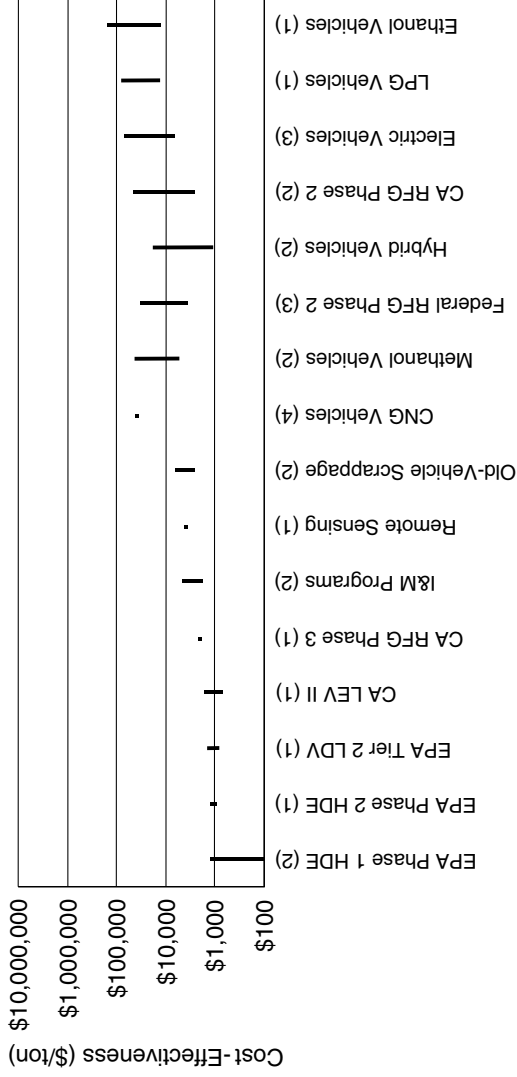 Cost-Effectiveness ($/ton)
$10,000,000
$1,000,000
$100,000
$10,000
$1,000
$100
EPA Phase 1 HDE (2)
EPA Phase 2 HDE (1)
EPA Tier 2 LDV (1)
CA LEV II (1)
CA RFG Phase 3 (1)
I&M Programs (2)
Remote Sensing (1)
Old-Vehicle Scrappage (2)
CNG Vehicles (4)
Methanol Vehicles (2)
Federal RFG Phase 2 (3)
Hybrid Vehicles (2)
CA RFG Phase 2 (2)
Electric Vehicles (3)
LPG Vehicles (1)
Ethanol Vehicles (1)